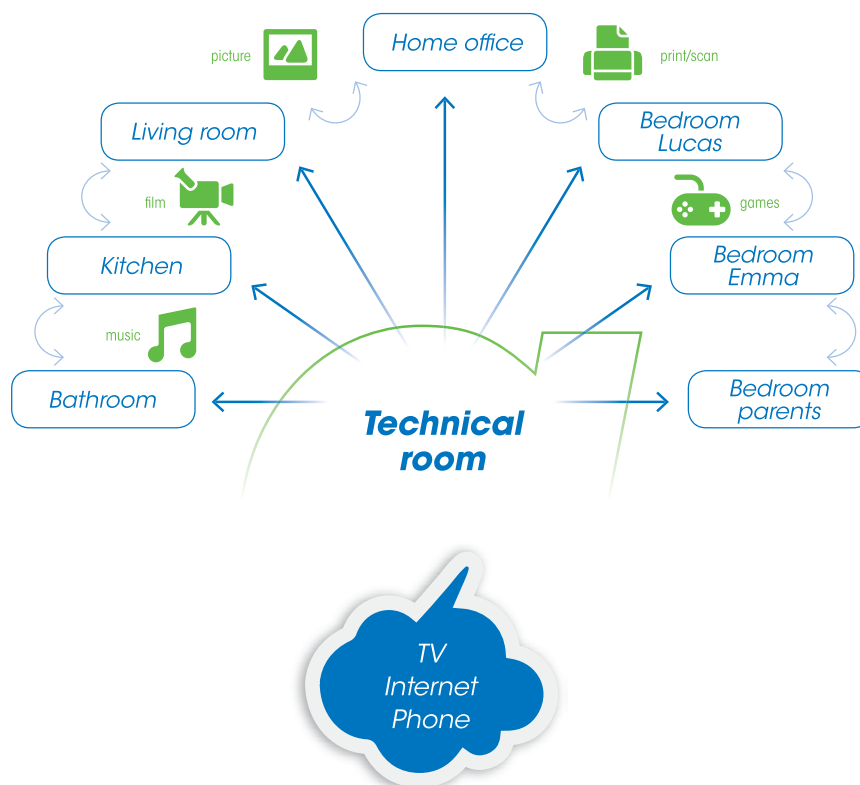 Home office
picture
print/scan
Living room
Bedroom
Lucas
film
games
Kitchen
Bedroom
Emma
music
Bathroom
Bedroom
parents
Technical
room
TV
Internet
Phone